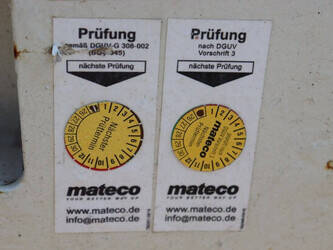 Prüfung
gemäß DGUV-G 308-002
(BGG 945)
nächste Prüfung
Nächster
Prüftermin
mateco
YOUR BETTER WAY UP
www.mateco.de
info@mateco.de
Prüfung
nach DGUV
Vorschrift 3
nächste Prüfung
mateco
Nächster
Prüftermin
mateco
YOUR BETTER WAY UP
www.mateco.de
info@mateco.de